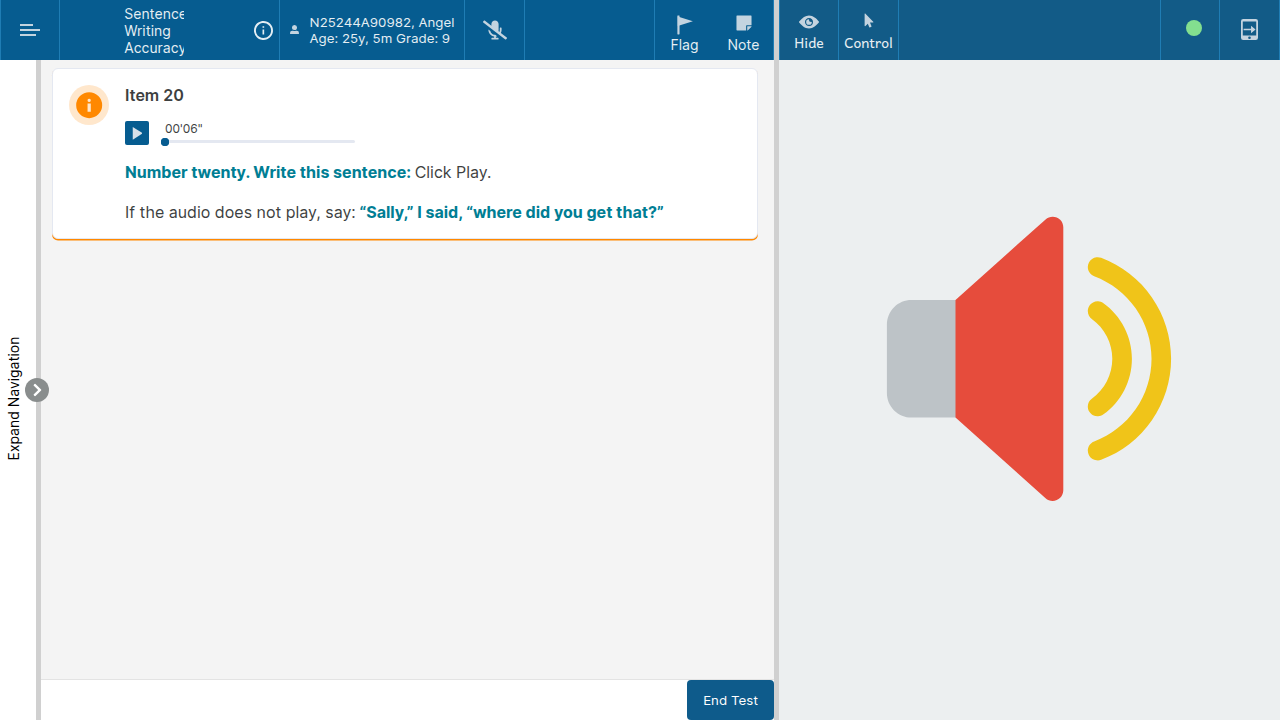 Sentence
Writing
Accuracy
N25244A90982, Angel
Age: 25y, 5m Grade: 9
Flag
Note
Hide
Control
Item 20
00'06"
Number twenty. Write this sentence: Click Play.
If the audio does not play, say: “Sally,” I said, “where did you get that?”
Expand Navigation
End Test